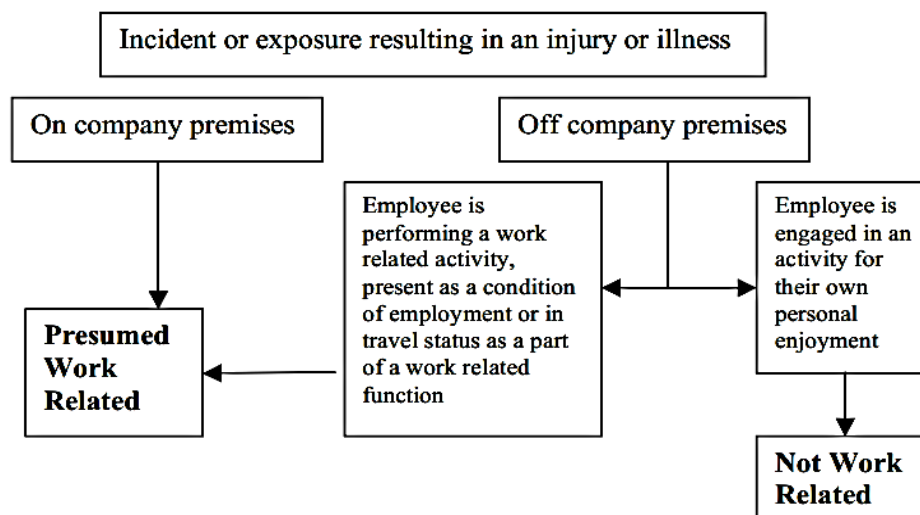 Incident or exposure resulting in an injury or illness
On company premises
Off company premises
Employee is
performing a work
related activity,
present as a condition
of employment or in
travel status as a part
of a work related
function
Employee is
engaged in an
activity for
their own
personal
enjoyment
Presumed
Work
Related
Not Work
Related